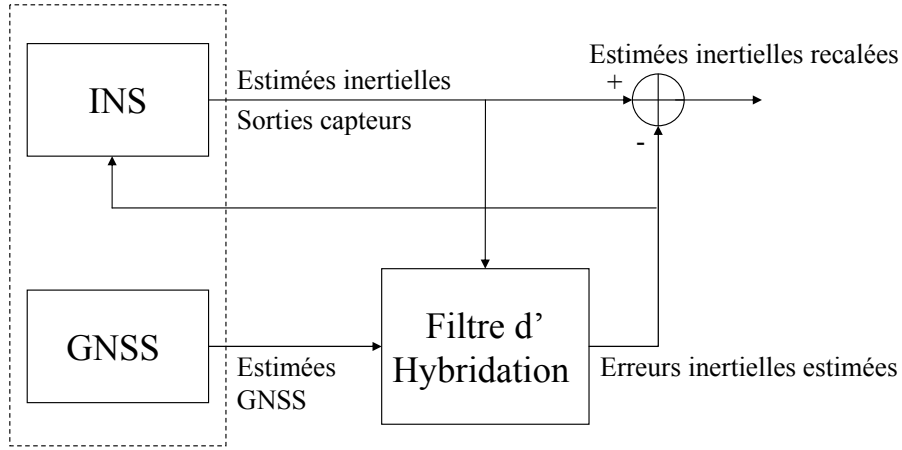 Estimées inertielles recalées
INS
Estimées inertielles
Sorties capteurs
+
-
GNSS
Estimées
GNSS
Filtre d’
Hybridation
Erreurs inertielles estimées